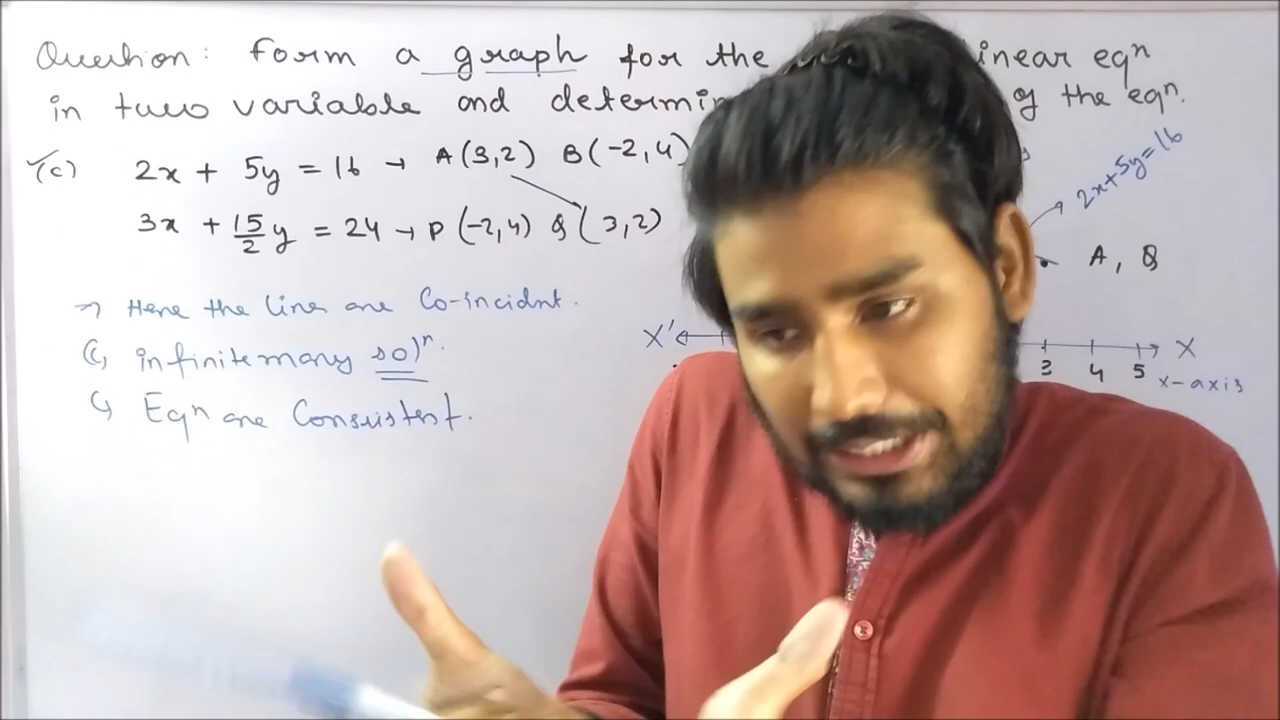 Question: Form a graph for the linear eqⁿ
in two variable and determin of the eqⁿ.
(c) 2x + 5y = 16 → A(3,2) B(-2,4)
3x + 15/2 y = 24 → P(-2,4) Q(3,2)
2x+5y=16
A, Q
→ Here the line are Co-incidnt.
infinite many solⁿ.
Eqⁿ are Consistent.
X' X
3 4 5 x-axis